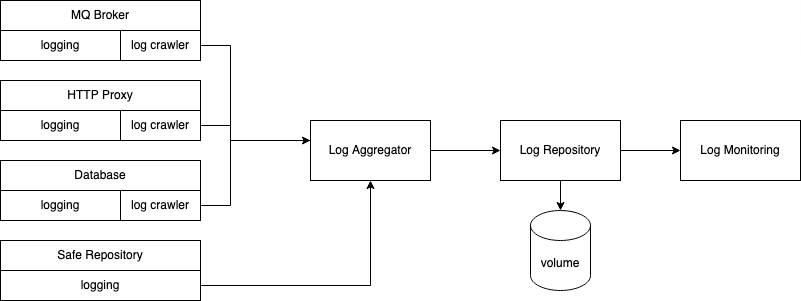 MQ Broker
logging
log crawler
HTTP Proxy
logging
log crawler
Database
logging
log crawler
Safe Repository
logging
Log Aggregator
Log Repository
Log Monitoring
volume